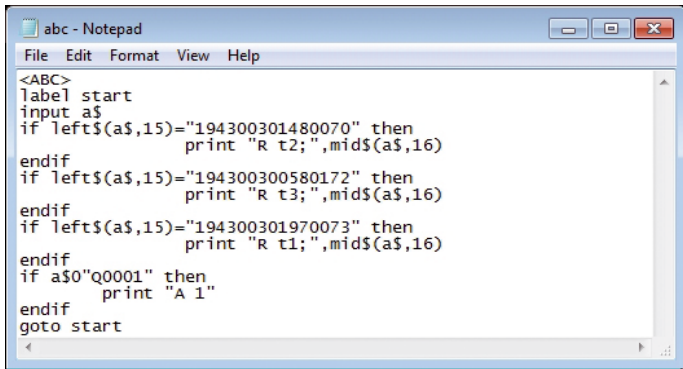 abc - Notepad
File Edit Format View Help
<ABC>
label start
input a$
if left$(a$,15)="194300301480070" then
print "R t2;",mid$(a$,16)
endif
if left$(a$,15)="194300300580172" then
print "R t3;",mid$(a$,16)
endif
if left$(a$,15)="194300301970073" then
print "R t1;",mid$(a$,16)
endif
if a$0"Q0001" then
print "A 1"
endif
goto start